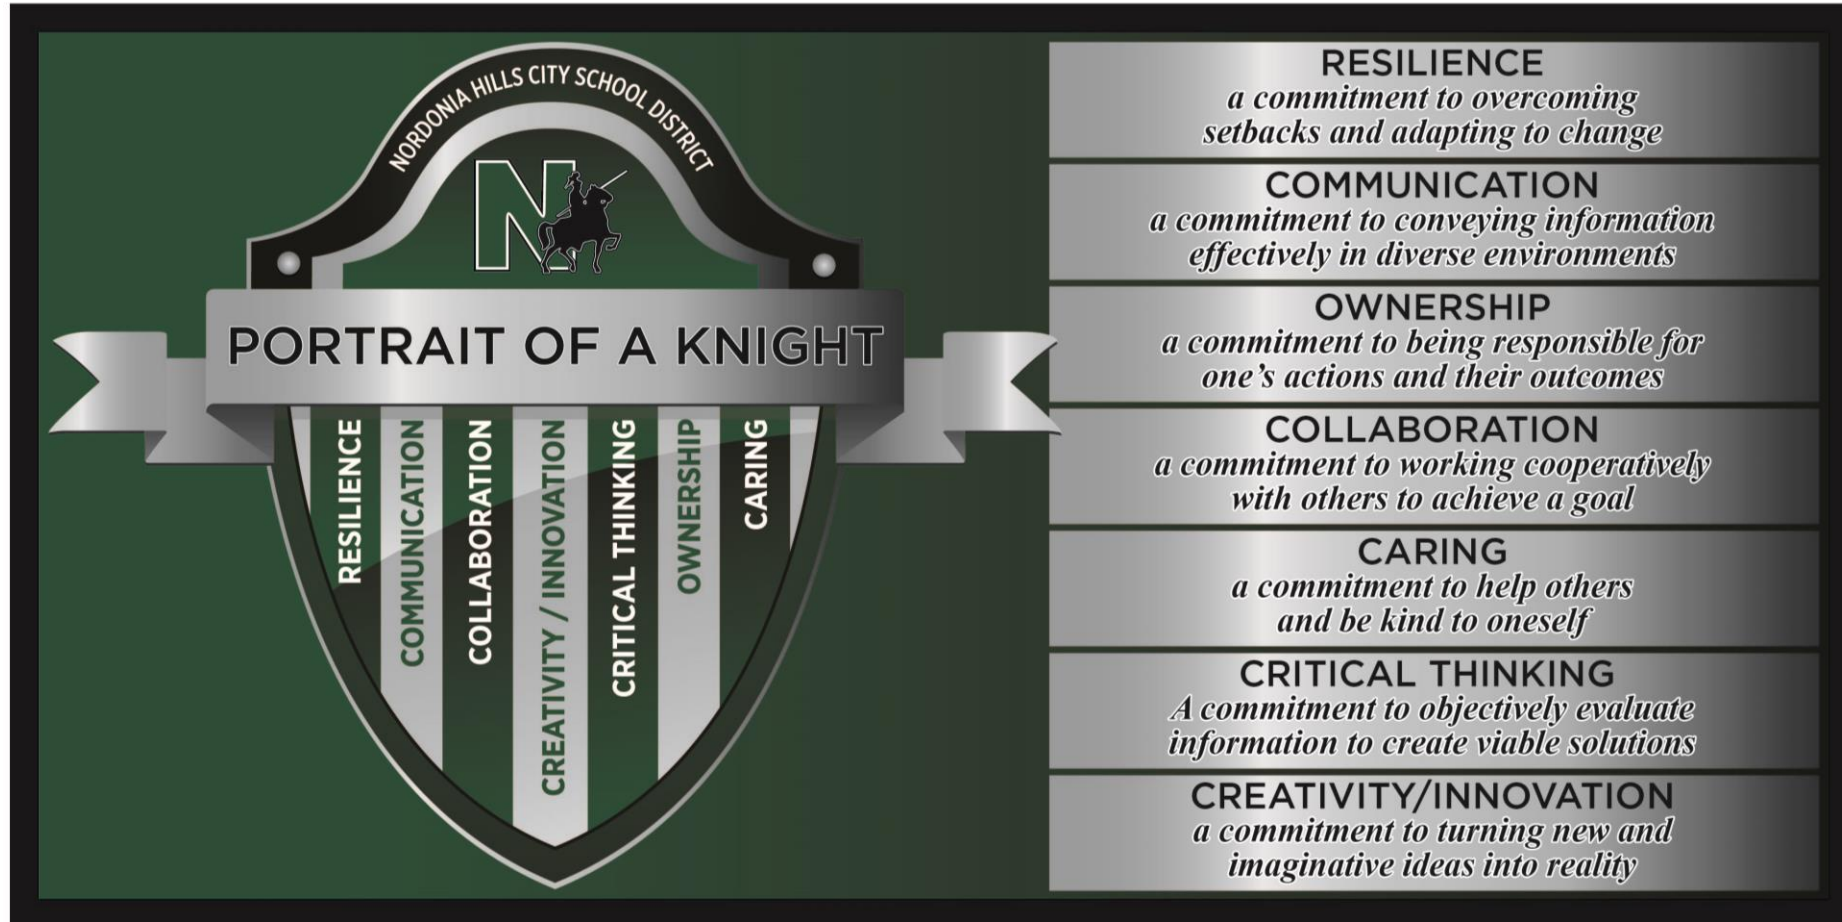 NORDONIA HILLS CITY SCHOOL DISTRICT
N
PORTRAIT OF A KNIGHT
RESILIENCE
COMMUNICATION
COLLABORATION
CREATIVITY / INNOVATION
CRITICAL THINKING
OWNERSHIP
CARING
RESILIENCE
a commitment to overcoming
setbacks and adapting to change
COMMUNICATION
a commitment to conveying information
effectively in diverse environments
OWNERSHIP
a commitment to being responsible for
one's actions and their outcomes
COLLABORATION
a commitment to working cooperatively
with others to achieve a goal
CARING
a commitment to help others
and be kind to oneself
CRITICAL THINKING
A commitment to objectively evaluate
information to create viable solutions
CREATIVITY/INNOVATION
a commitment to turning new and
imaginative ideas into reality